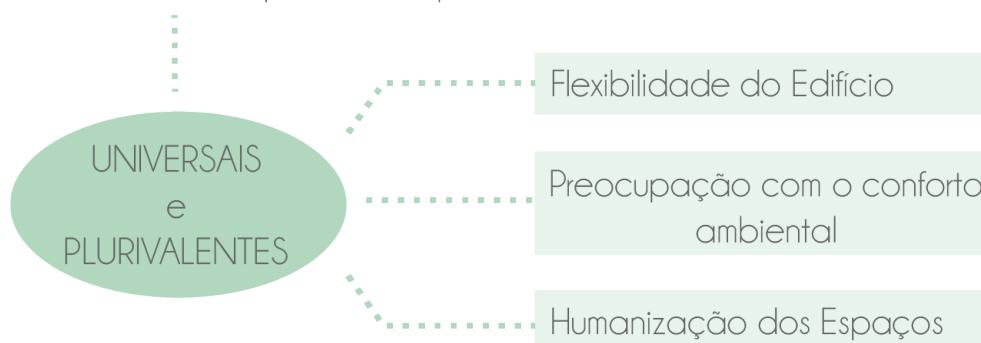 UNIVERSAIS
e
PLURIVALENTES
Flexibilidade do Edifício
Preocupação com o conforto
ambiental
Humanização dos Espaços